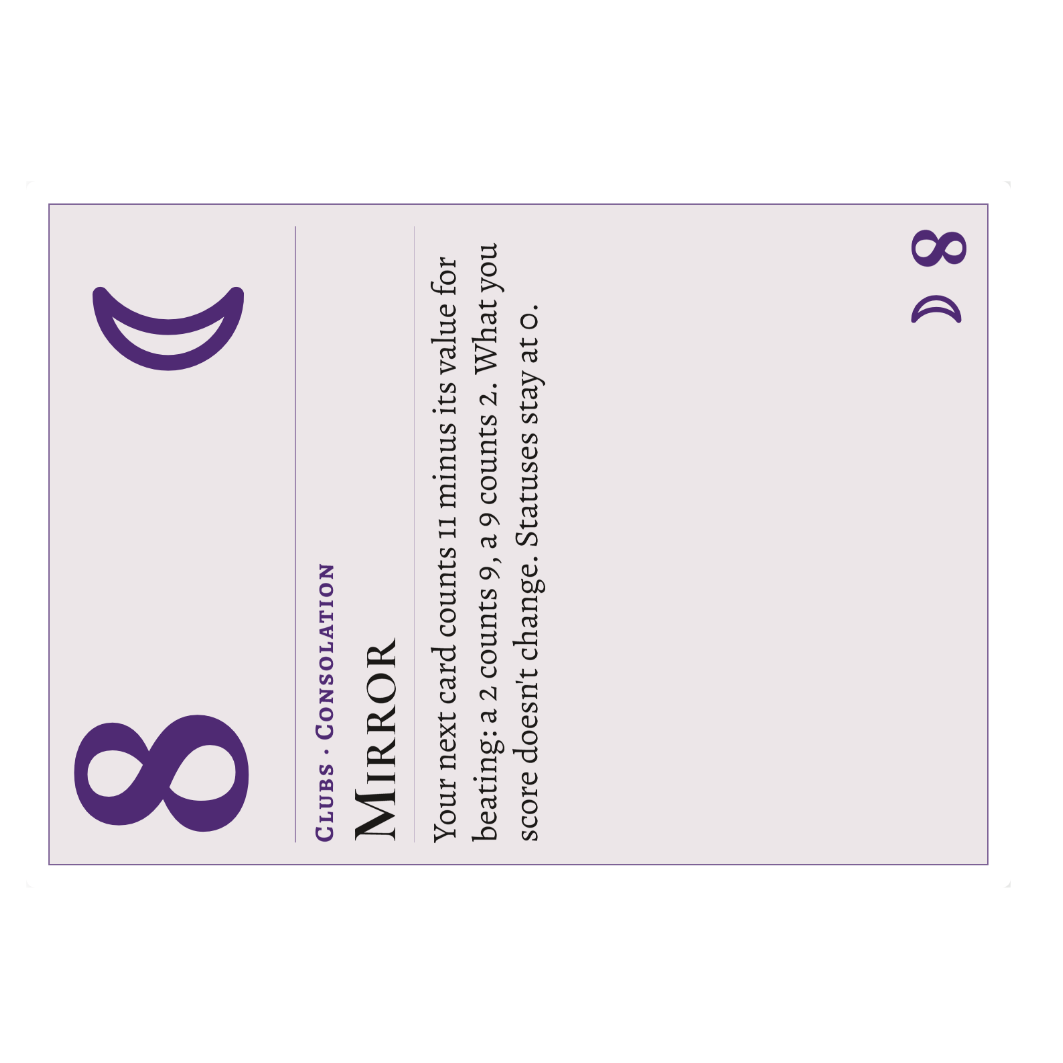 8
Clubs · Consolation
Mirror
Your next card counts 11 minus its value for
beating: a 2 counts 9, a 9 counts 2. What you
score doesn't change. Statuses stay at 0.
8